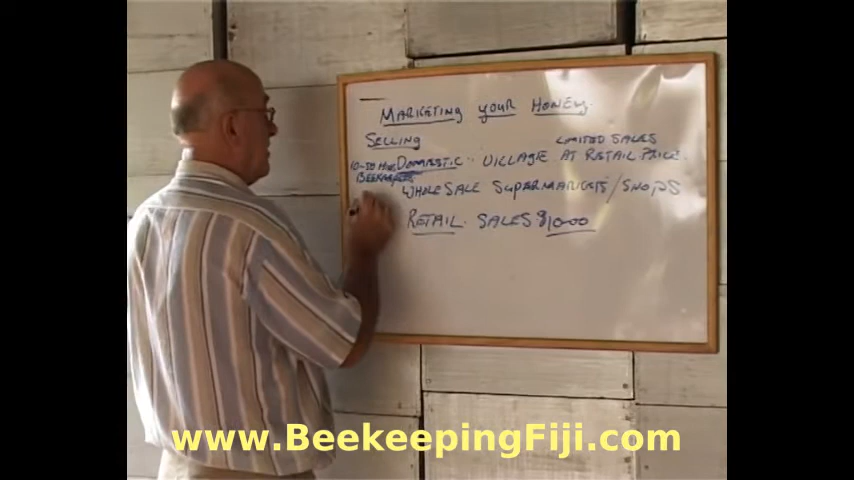 MARKETING YOUR HONEY.
SELLING
LIMITED SALES
DOMESTIC :: VILLAGE AT RETAIL PRICE.
BEEKEEPERS
WHOLESALE SUPERMARKETS/SHOPS
RETAIL. SALES $10-00
www.BeekeepingFiji.com